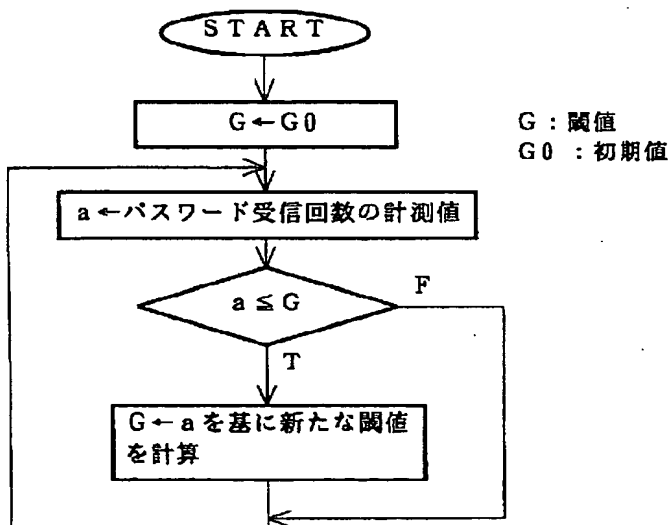 START
G←G0
G：閾値
G0：初期値
a←パスワード受信回数の計測値
a≦G
F
T
G←aを基に新たな閾値
を計算